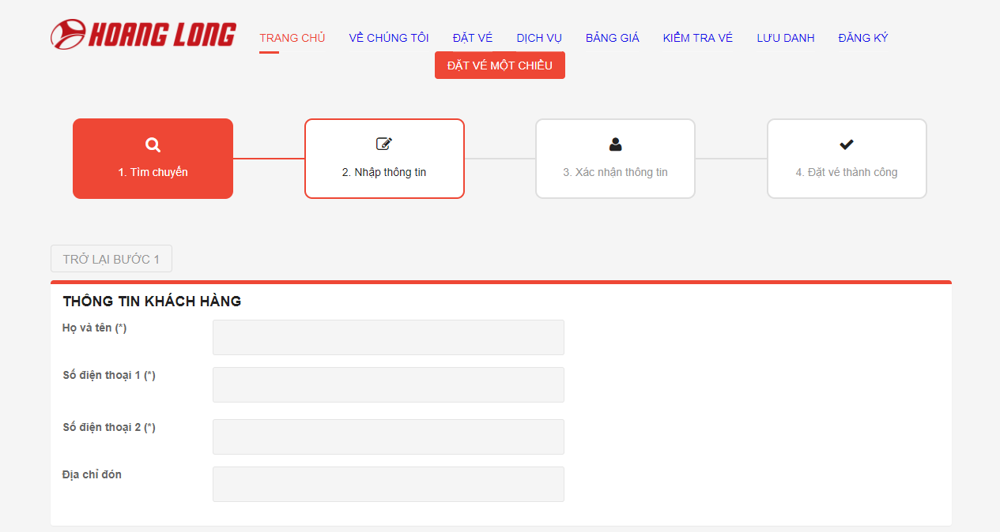 HOANG LONG
TRANG CHỦ VỀ CHÚNG TÔI ĐẶT VÉ DỊCH VỤ BẢNG GIÁ KIỂM TRA VÉ LƯU DANH ĐĂNG KÝ
ĐẶT VÉ MỘT CHIỀU
1. Tìm chuyến
2. Nhập thông tin
3. Xác nhận thông tin
4. Đặt vé thành công
TRỞ LẠI BƯỚC 1
THÔNG TIN KHÁCH HÀNG
Họ và tên (*)
Số điện thoại 1 (*)
Số điện thoại 2 (*)
Địa chỉ đón